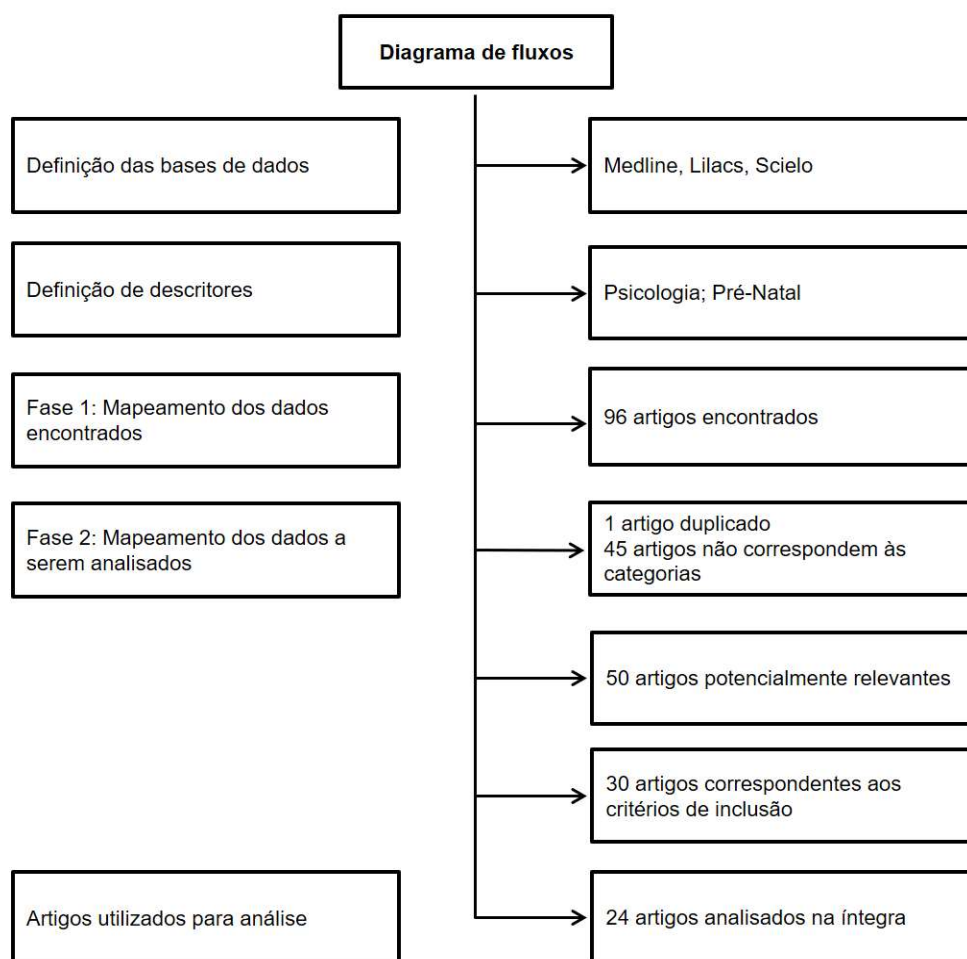 Diagrama de fluxos
Definição das bases de dados
Medline, Lilacs, Scielo
Definição de descritores
Psicologia; Pré-Natal
Fase 1: Mapeamento dos dados
encontrados
96 artigos encontrados
Fase 2: Mapeamento dos dados a
serem analisados
1 artigo duplicado
45 artigos não correspondem às
categorias
50 artigos potencialmente relevantes
30 artigos correspondentes aos
critérios de inclusão
Artigos utilizados para análise
24 artigos analisados na íntegra